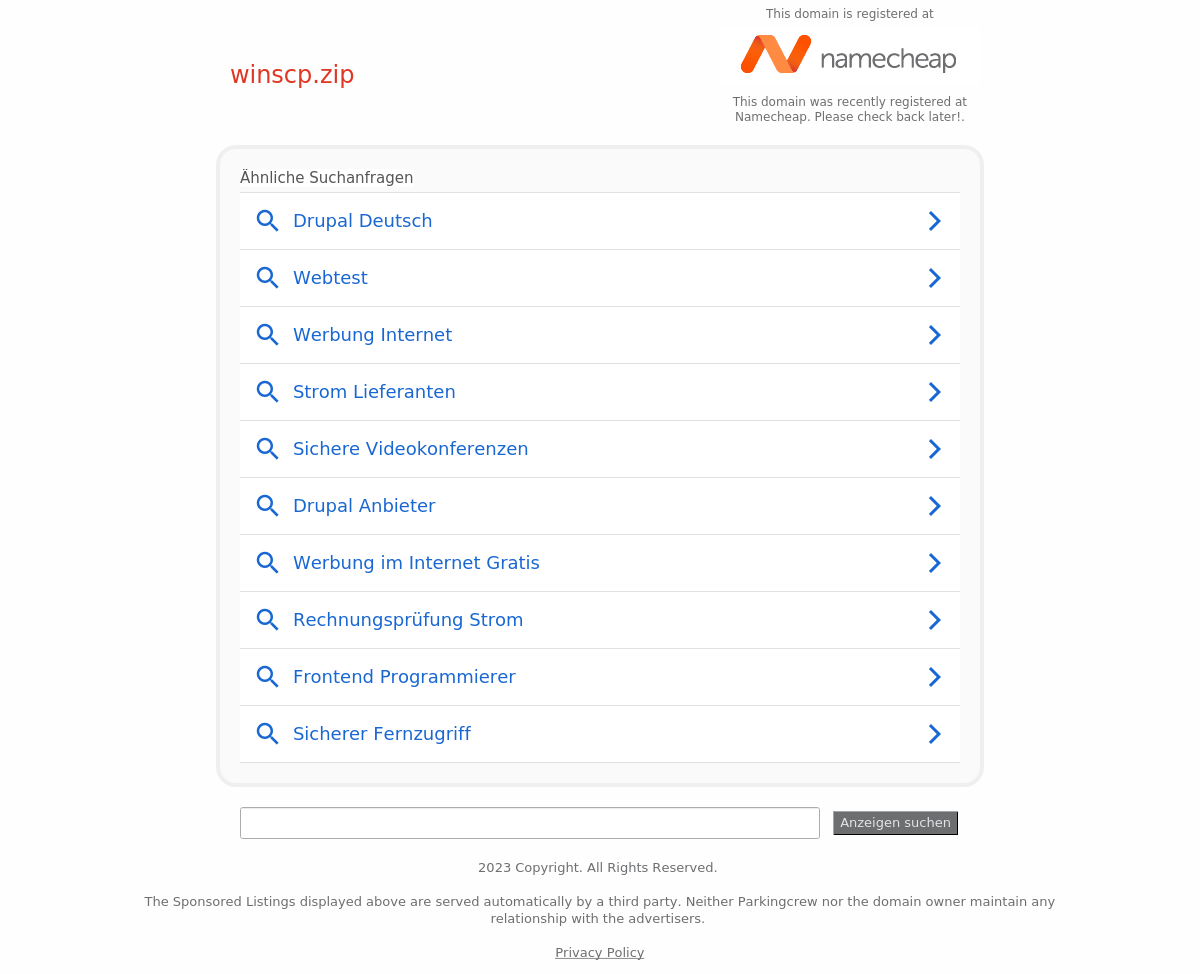 This domain is registered at
namecheap
winscp.zip
This domain was recently registered at
Namecheap. Please check back later!.
Ähnliche Suchanfragen
Drupal Deutsch
Webtest
Werbung Internet
Strom Lieferanten
Sichere Videokonferenzen
Drupal Anbieter
Werbung im Internet Gratis
Rechnungsprüfung Strom
Frontend Programmierer
Sicherer Fernzugriff
Anzeigen suchen
2023 Copyright. All Rights Reserved.
The Sponsored Listings displayed above are served automatically by a third party. Neither Parkingcrew nor the domain owner maintain any
relationship with the advertisers.
Privacy Policy